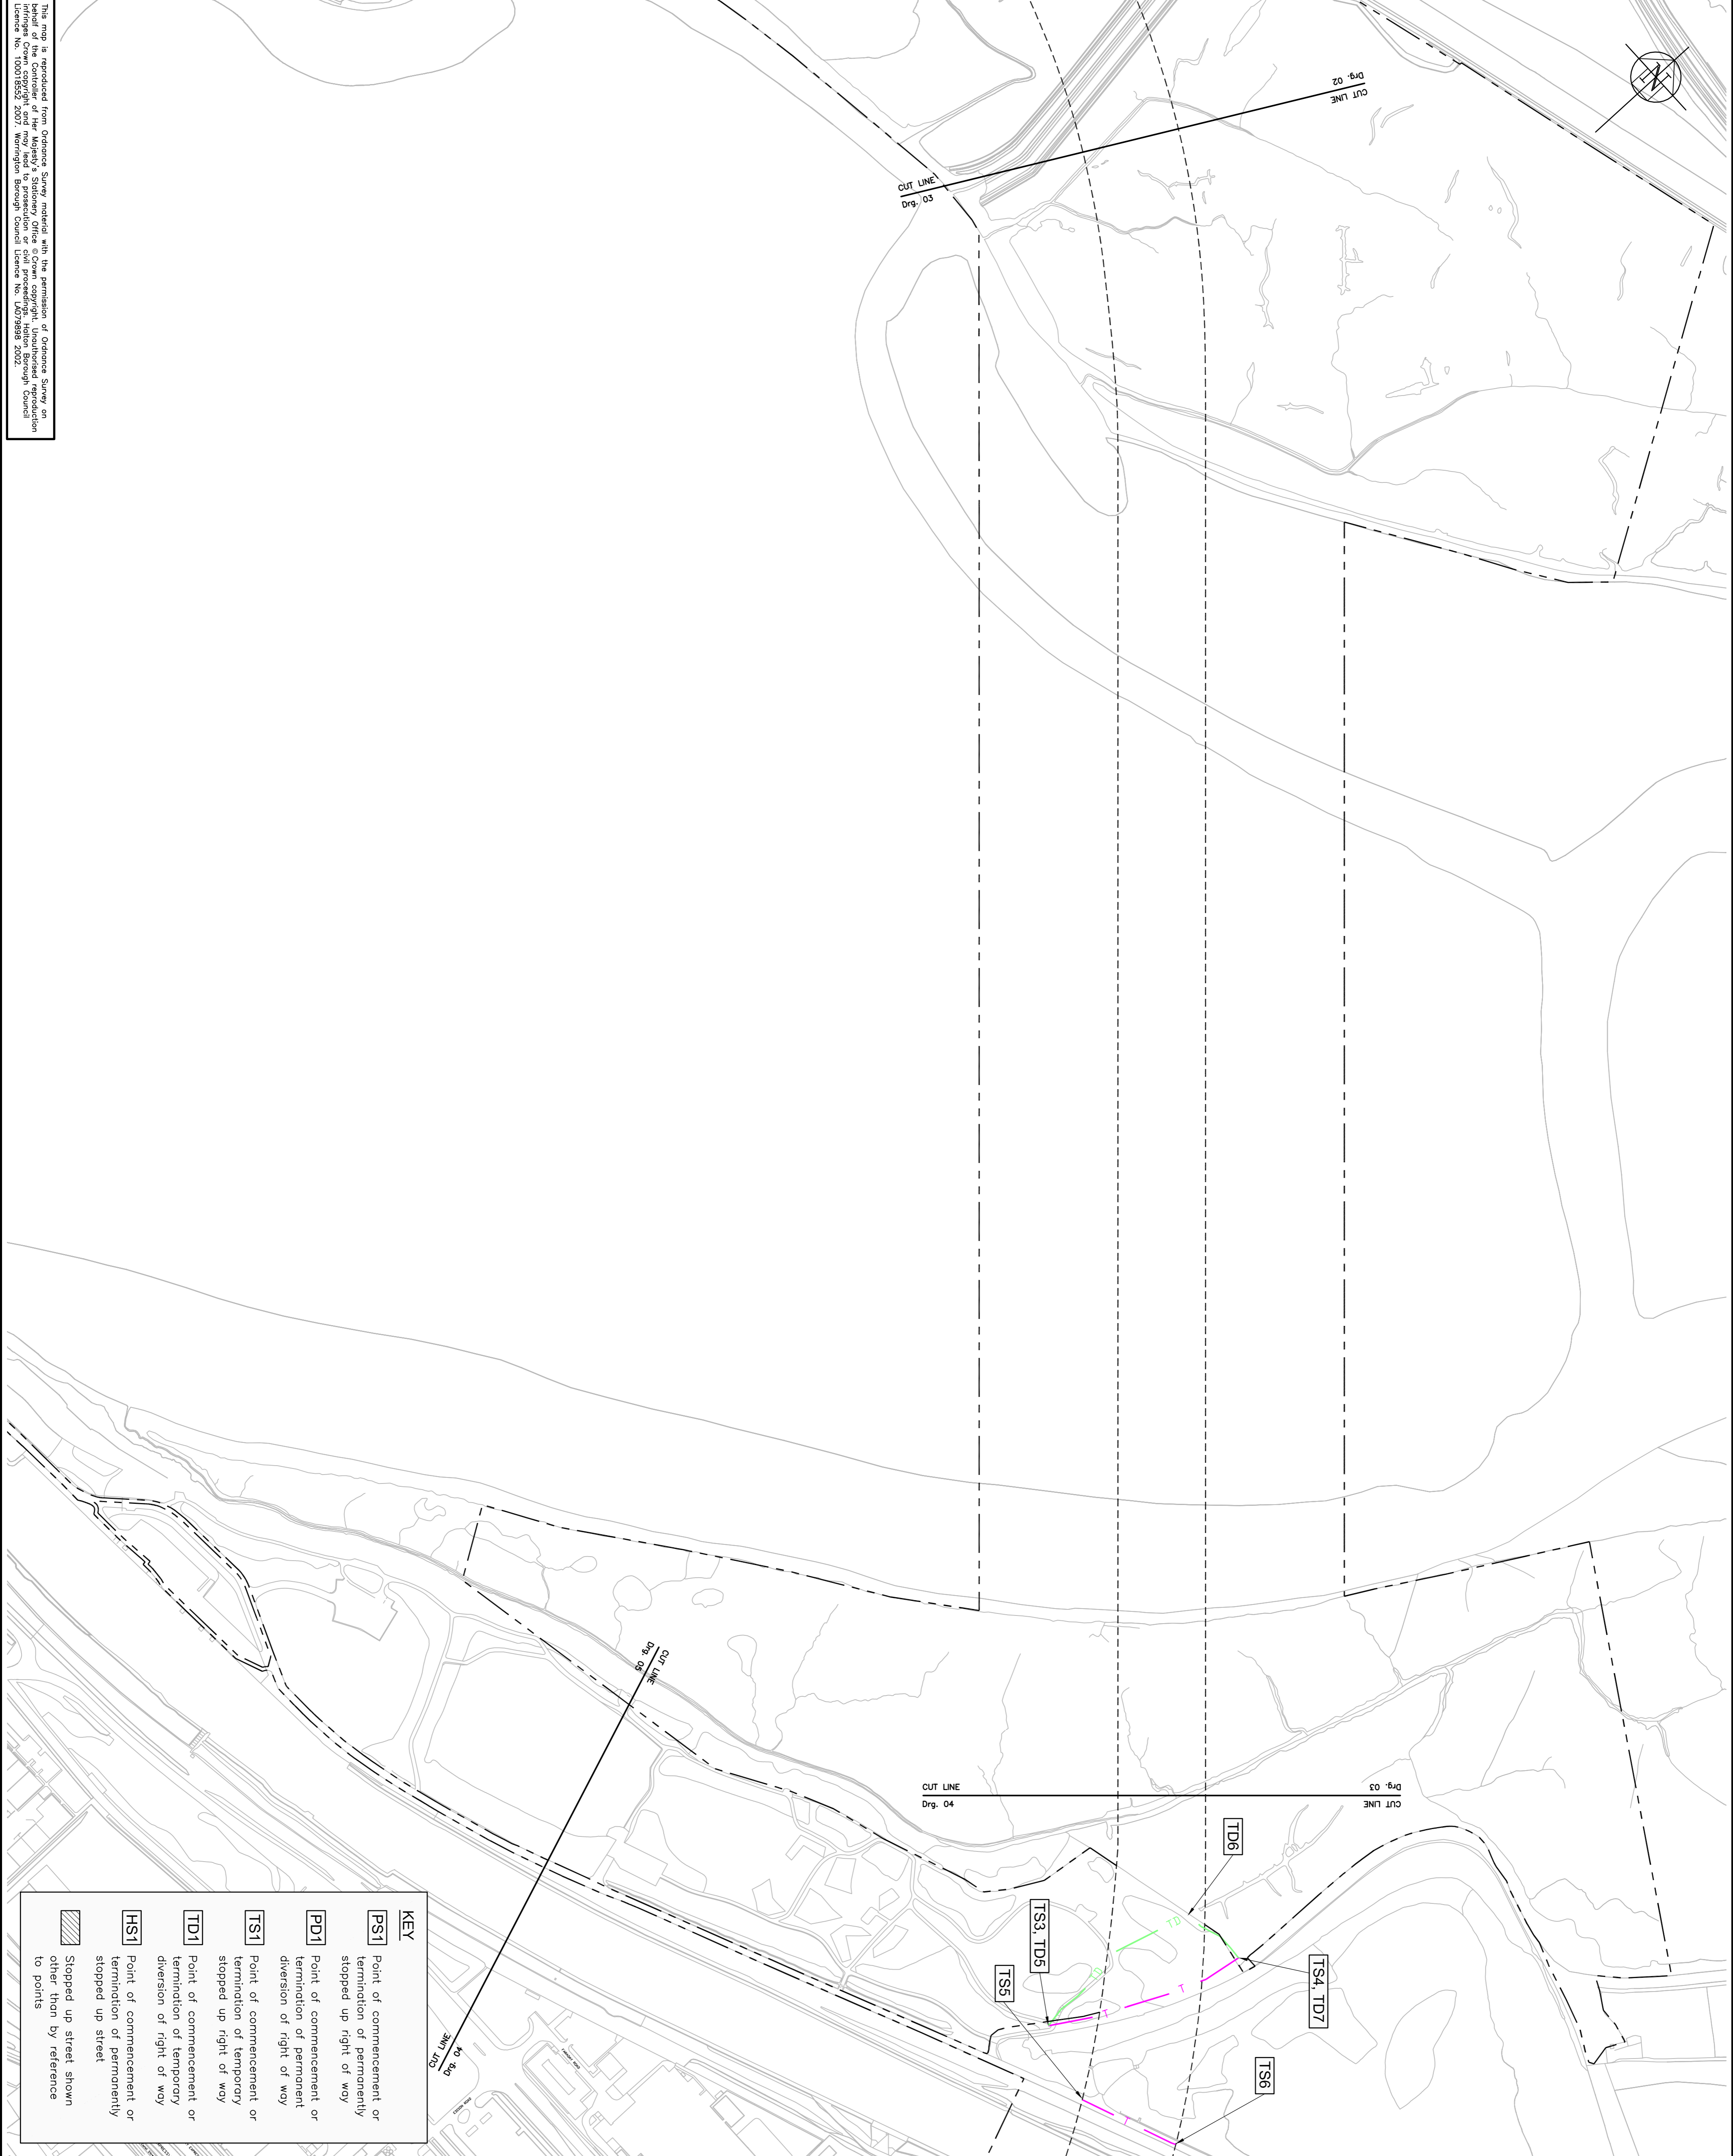 This map is reproduced from Ordnance Survey material with the permission of Ordnance Survey on
behalf of the Controller of Her Majesty's Stationery Office © Crown copyright. Unauthorised reproduction
infringes Crown copyright and may lead to prosecution or civil proceedings. Halton Borough Council
Licence No. 100018552 2007. Warrington Borough Council Licence No. LA079898 2002.
N
CUT LINE
Drg. 02
CUT LINE
Drg. 03
CUT LINE
Drg. 05
CUT LINE
Drg. 04
CUT LINE
Drg. 03
CUT LINE
Drg. 04
TD6
TS3, TD5
TS4, TD7
TS5
TS6
TD
TD
T
T
T
KEY
PS1
Point of commencement or
termination of permanently
stopped up right of way
PD1
Point of commencement or
termination of permanent
diversion of right of way
TS1
Point of commencement or
termination of temporary
stopped up right of way
TD1
Point of commencement or
termination of temporary
diversion of right of way
HS1
Point of commencement or
termination of permanently
stopped up street
Stopped up street shown
other than by reference
to points